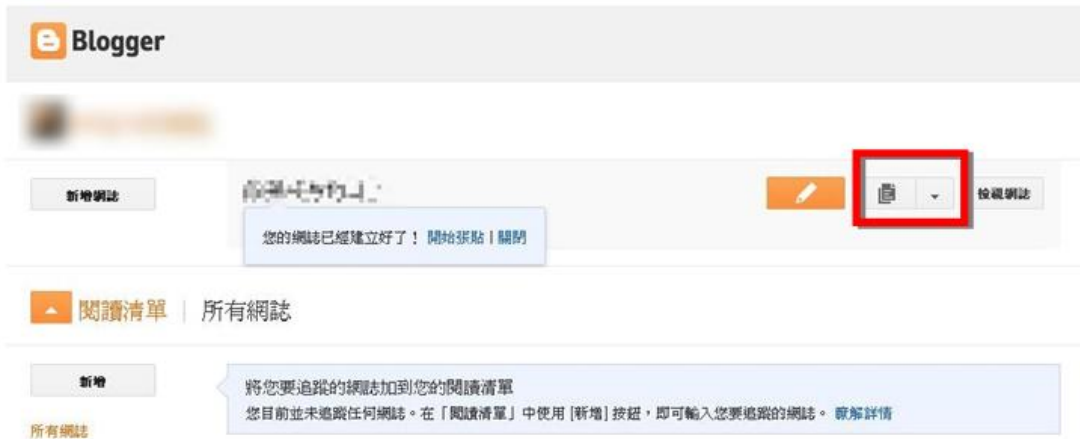 Blogger
新增網誌
檢視網誌
您的網誌已經建立好了！ 開始張貼 | 關閉
閱讀清單 | 所有網誌
新增
將您要追蹤的網誌加到您的閱讀清單
您目前並未追蹤任何網誌。在「閱讀清單」中使用 [新增] 按鈕，即可輸入您要追蹤的網誌。 瞭解詳情
所有網誌